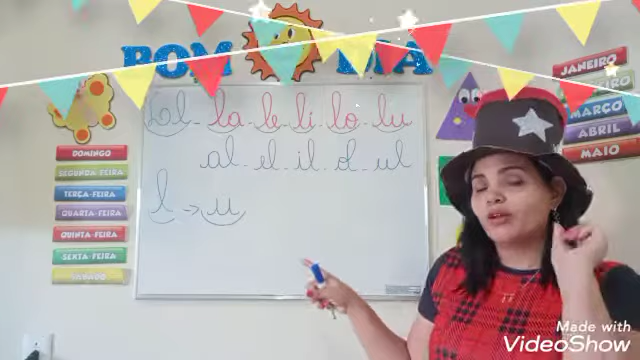 BOM DIA
JANEIRO
MARÇO
ABRIL
MAIO
DOMINGO
SEGUNDA-FEIRA
TERÇA-FEIRA
QUARTA-FEIRA
QUINTA-FEIRA
SEXTA-FEIRA
SÁBADO
la - le - li - lo - lu
al - el - il - ol - ul
l → u
Made with
VideoShow